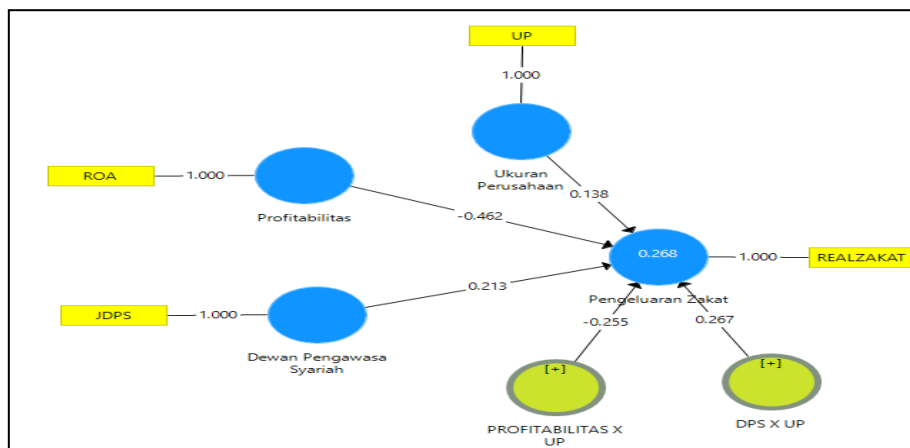 UP
1.000
Ukuran
Perusahaan
0.138
ROA
1.000
Profitabilitas
-0.462
0.268
1.000
REALZAKAT
Pengeluaran Zakat
JDPS
1.000
0.213
Dewan Pengawasa
Syariah
-0.255
0.267
[+]
PROFITABILITAS X
UP
[+]
DPS X UP